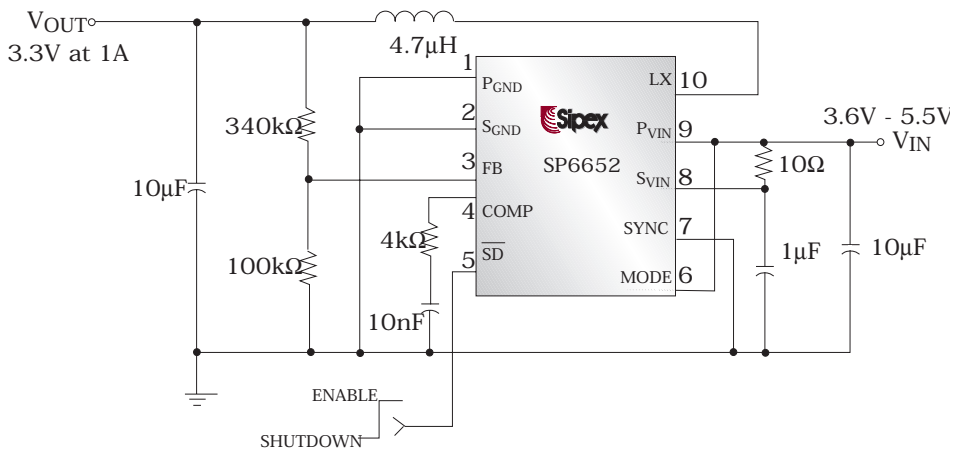 VOUT
3.3V at 1A
4.7µH
340kΩ
10µF
100kΩ
4kΩ
10nF
1
PGND
2
SGND
3
FB
4
COMP
5
SD
LX
10
Sipex
SP6652
PVIN
9
SVIN
8
SYNC
7
MODE
6
3.6V - 5.5V
VIN
10Ω
1µF
10µF
ENABLE
SHUTDOWN